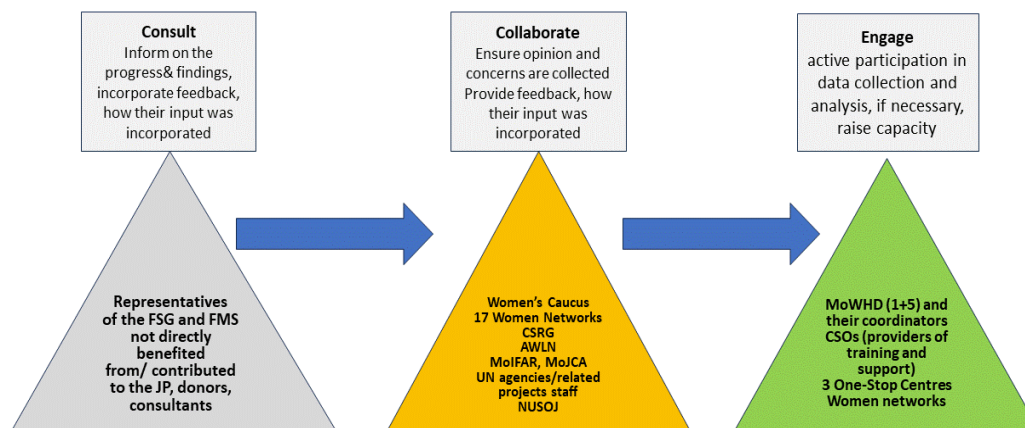 Consult
Inform on the
progress& findings,
incorporate feedback,
how their input was
incorporated
Collaborate
Ensure opinion and
concerns are collected
Provide feedback, how
their input was
incorporated
Engage
active participation in
data collection and
analysis, if necessary,
raise capacity
Representatives
of the FSG and FMS
not directly
benefited
from/ contributed
to the JP, donors,
consultants
Women’s Caucus
17 Women Networks
CSRG
AWLN
MoIFAR, MoJCA
UN agencies/related
projects staff
NUSOJ
MoWHD (1+5) and
their coordinators
CSOs (providers of
training and
support)
3 One-Stop Centres
Women networks